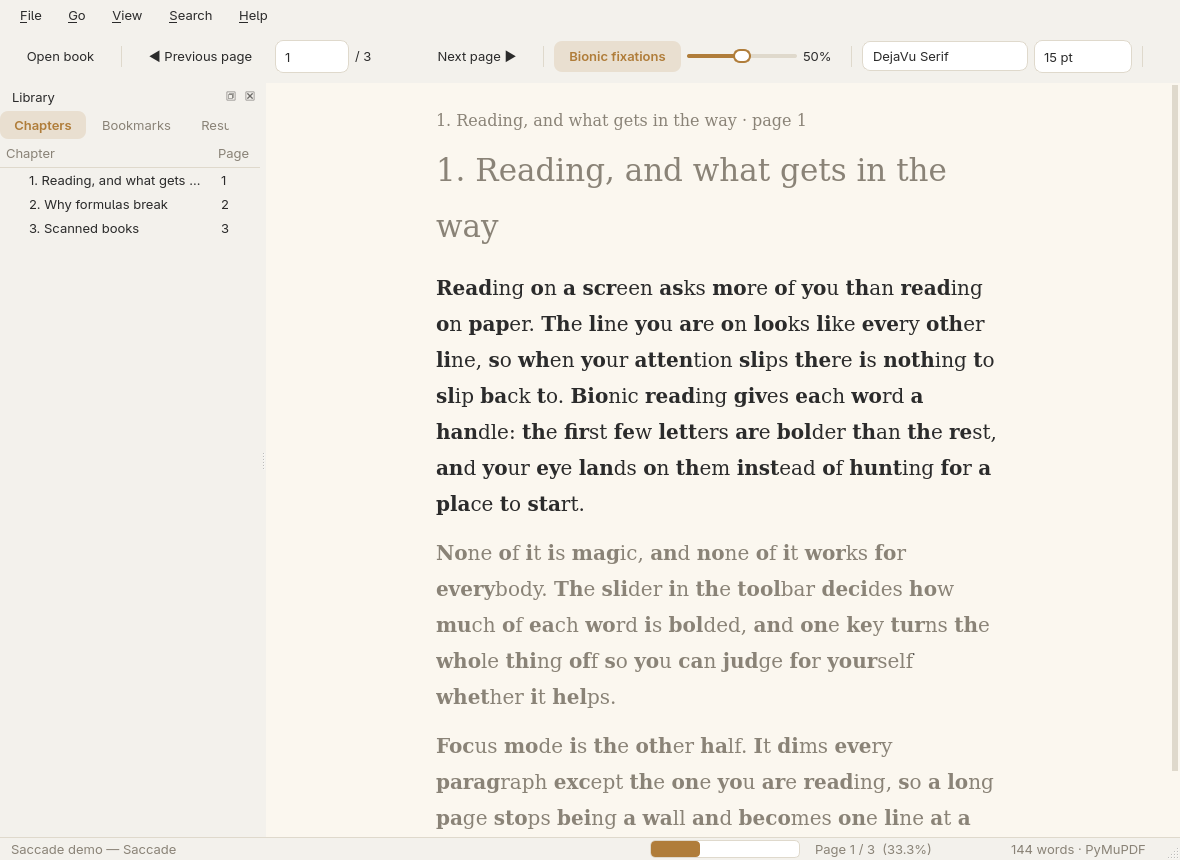 File Go View Search Help
Open book ◀ Previous page 1 / 3 Next page ▶ Bionic fixations 50% DejaVu Serif 15 pt
Library
Chapters Bookmarks
Chapter Page
1. Reading, and what gets ... 1
2. Why formulas break 2
3. Scanned books 3
1. Reading, and what gets in the way · page 1
1. Reading, and what gets in the
way
Reading on a screen asks more of you than reading
on paper. The line you are on looks like every other
line, so when your attention slips there is nothing to
slip back to. Bionic reading gives each word a
handle: the first few letters are bolder than the rest,
and your eye lands on them instead of hunting for a
place to start.
None of it is magic, and none of it works for
everybody. The slider in the toolbar decides how
much of each word is bolded, and one key turns the
whole thing off so you can judge for yourself
whether it helps.
Focus mode is the other half. It dims every
paragraph except the one you are reading, so a long
page stops being a wall and becomes one line at a
Saccade demo — Saccade Page 1 / 3 (33.3%) 144 words · PyMuPDF